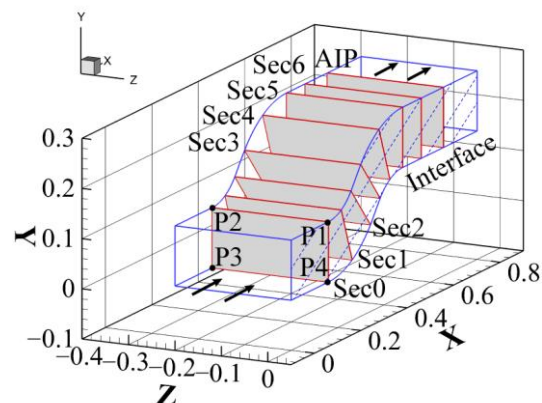 Y
X
Z
Sec6 AIP
Sec5
Sec4
Sec3
0.3
0.2
0.1
0
−0.1
Y
P2
P1
P3
P4
Interface
Sec2
Sec1
Sec0
−0.4 −0.3 −0.2 −0.1 0
Z
0 0.2 0.4 0.6 0.8
X